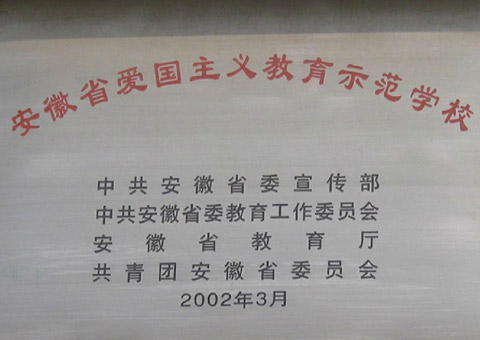 安徽省爱国主义教育示范学校
中共安徽省委宣传部
中共安徽省委教育工作委员会
安徽省教育厅
共青团安徽省委员会
2002年3月